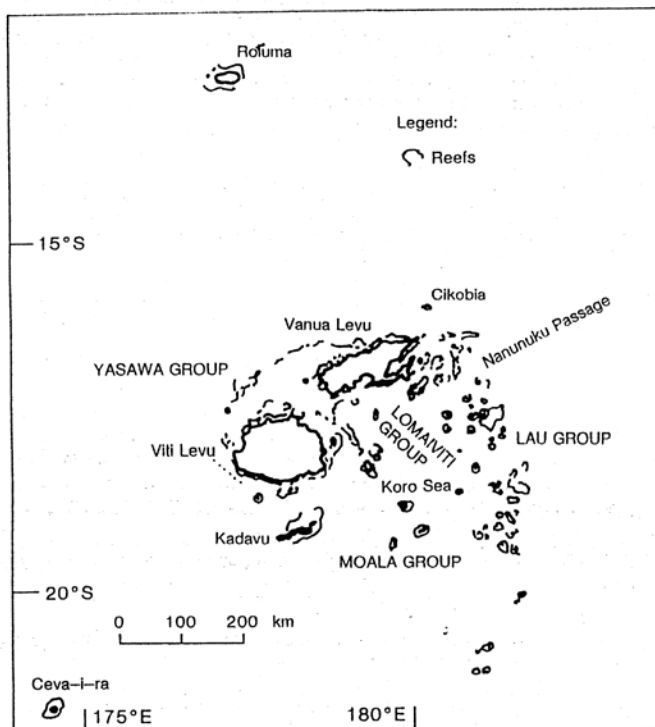 Rotuma
Legend:
Reefs
15°S
Cikobia
Vanua Levu
Nanunuku Passage
YASAWA GROUP
LOMAIVITI
GROUP
LAU GROUP
Viti Levu
Koro Sea
Kadavu
MOALA GROUP
20°S
0 100 200 km
Ceva-i-ra
175°E
180°E